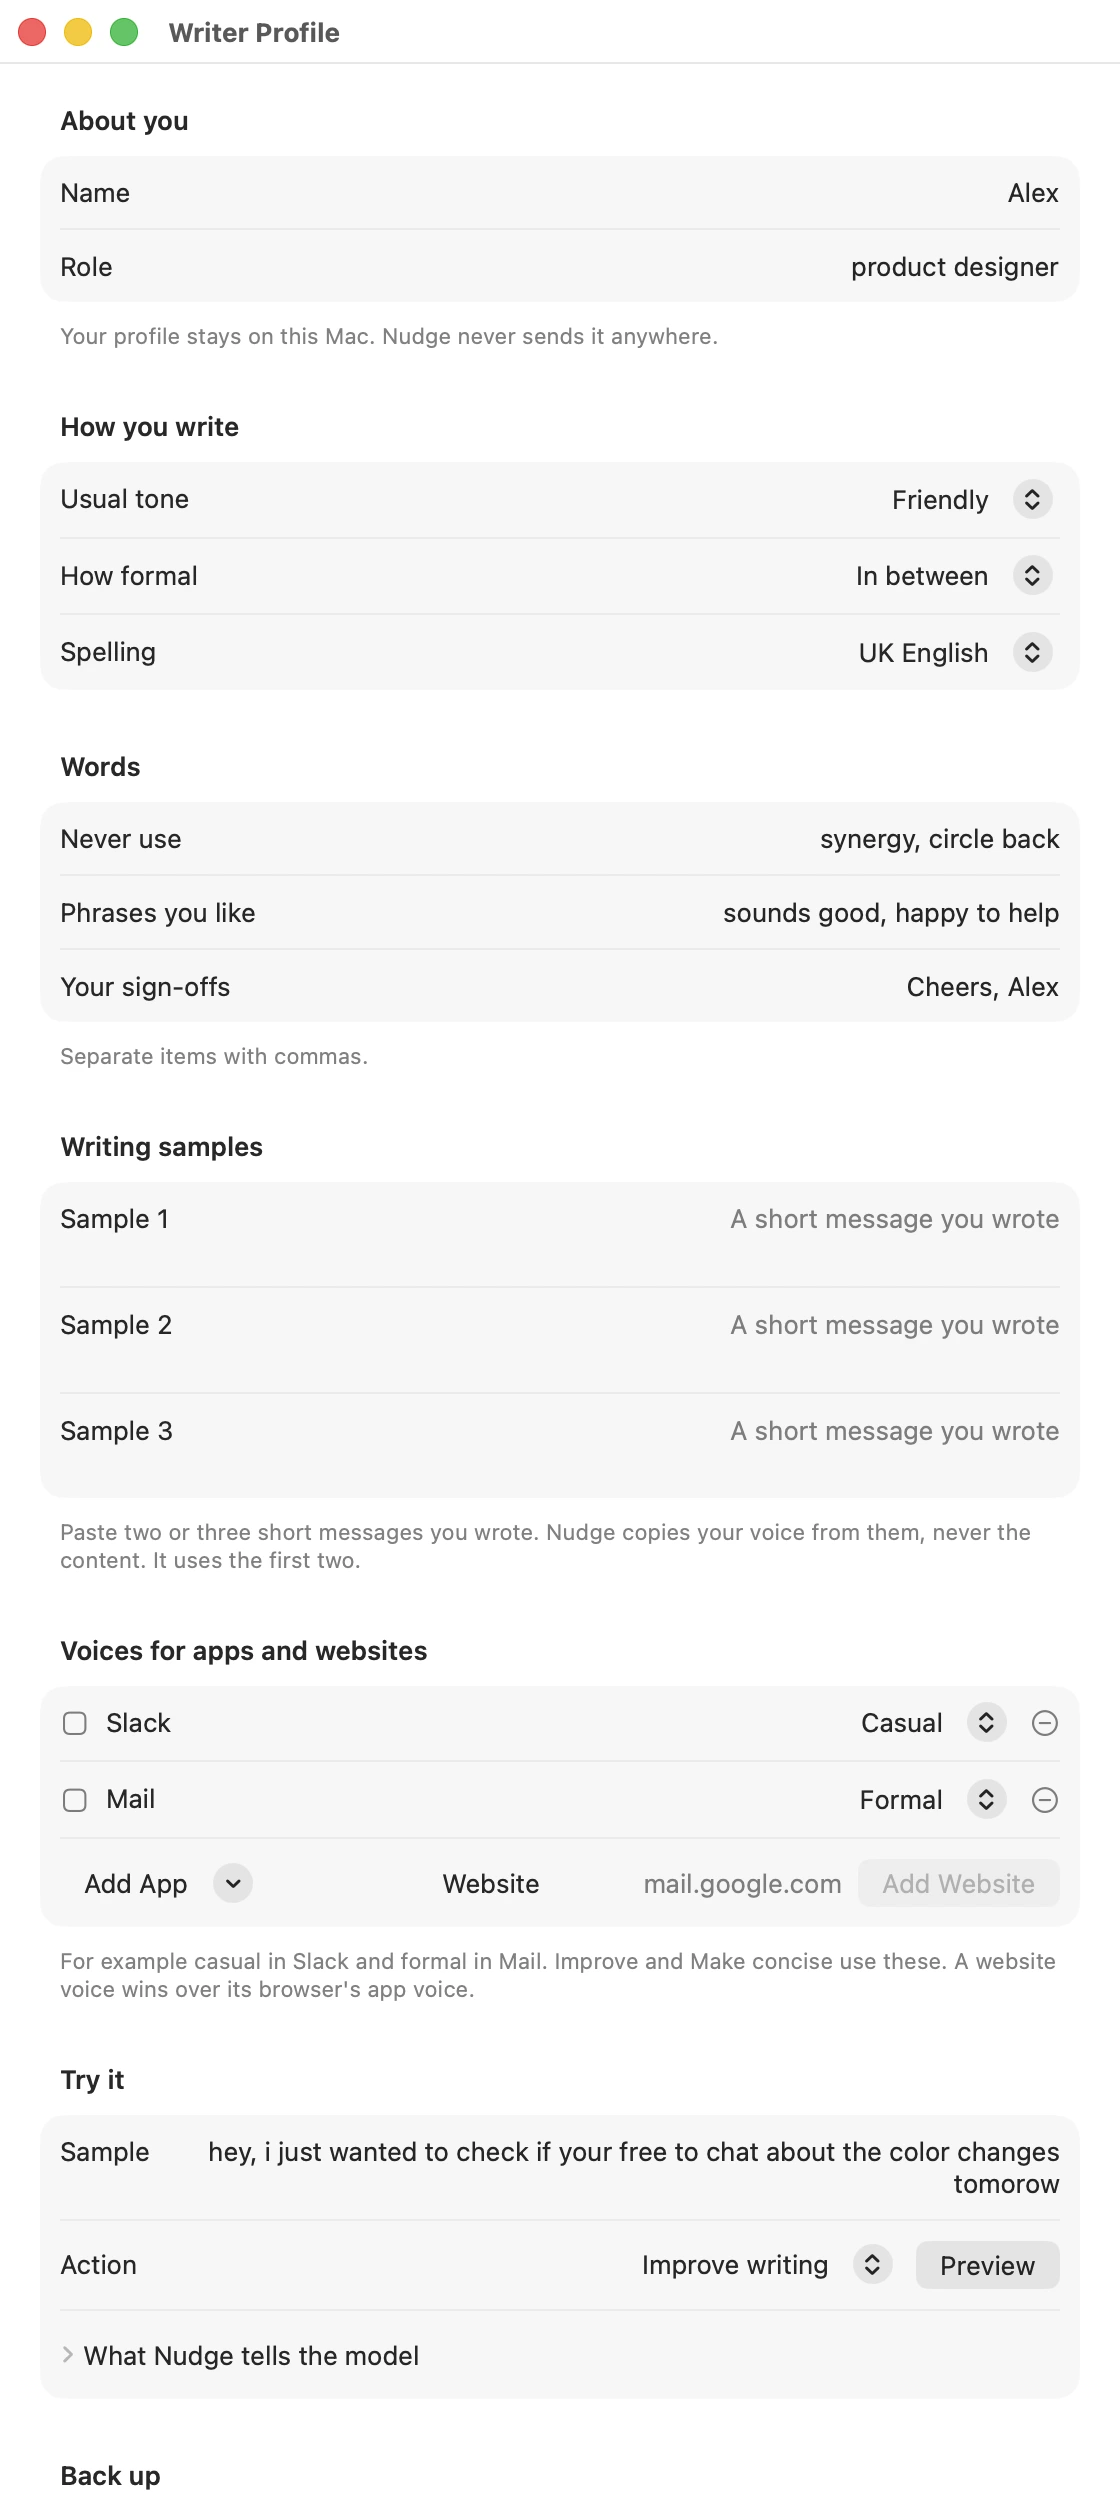 Writer Profile
About you
Name Alex
Role product designer
Your profile stays on this Mac. Nudge never sends it anywhere.
How you write
Usual tone Friendly
How formal In between
Spelling UK English
Words
Never use synergy, circle back
Phrases you like sounds good, happy to help
Your sign-offs Cheers, Alex
Separate items with commas.
Writing samples
Sample 1 A short message you wrote
Sample 2 A short message you wrote
Sample 3 A short message you wrote
Paste two or three short messages you wrote. Nudge copies your voice from them, never the
content. It uses the first two.
Voices for apps and websites
Slack Casual
Mail Formal
Add App Website mail.google.com Add Website
For example casual in Slack and formal in Mail. Improve and Make concise use these. A website
voice wins over its browser's app voice.
Try it
Sample hey, i just wanted to check if your free to chat about the color changes
tomorow
Action Improve writing Preview
What Nudge tells the model
Back up